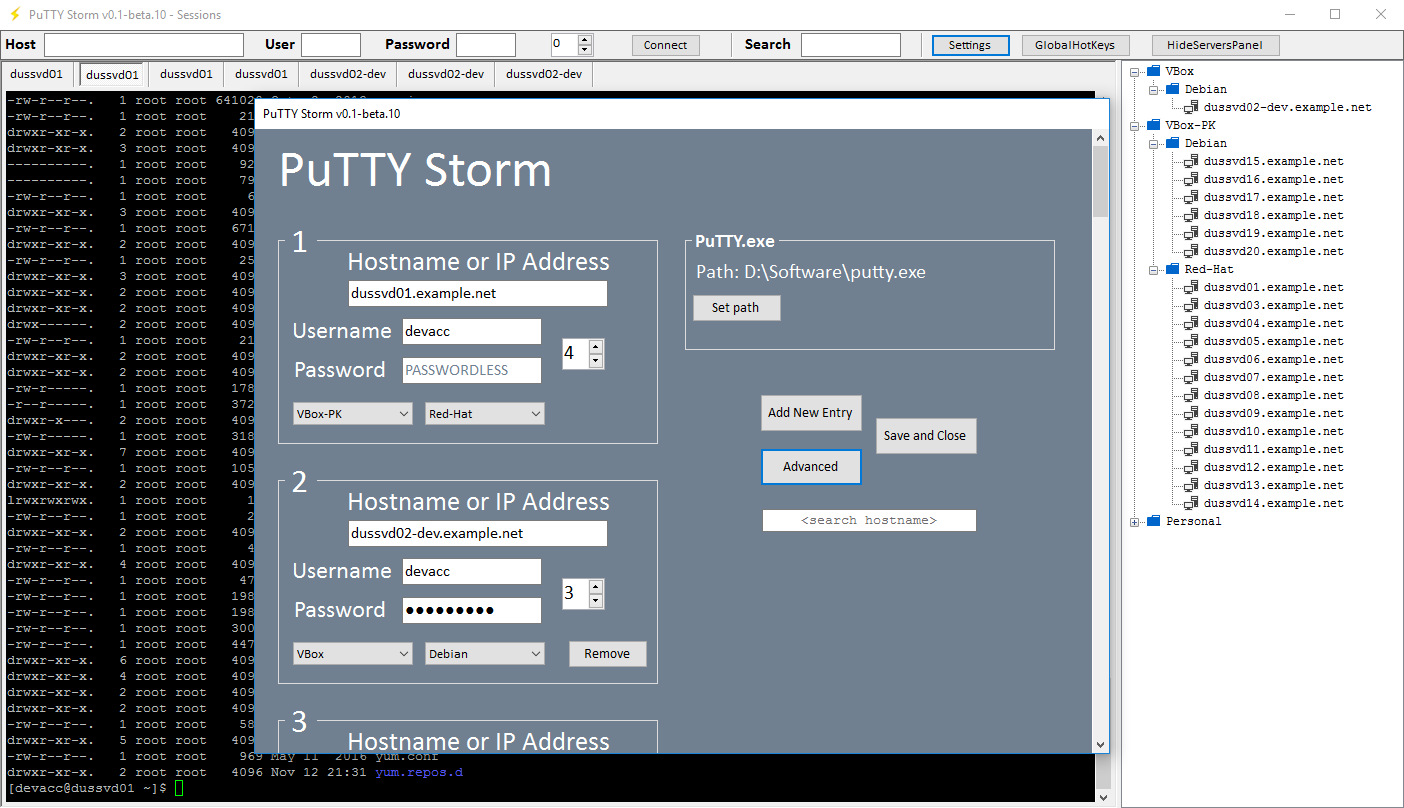 PuTTY Storm v0.1-beta.10 - Sessions
Host User Password 0 Connect Search Settings GlobalHotKeys HideServersPanel
dussvd01 dussvd01 dussvd01 dussvd01 dussvd02-dev dussvd02-dev dussvd02-dev
-rw-r--r--. 1 root root
-rw-r--r--. 1 root root 21
drwxr-xr-x. 2 root root 409
drwxr-xr-x. 3 root root 409
----------. 1 root root 92
----------. 1 root root 79
-rw-r--r--. 1 root root 6
drwxr-xr-x. 3 root root 409
-rw-r--r--. 1 root root 671
drwxr-xr-x. 2 root root 409
-rw-r--r--. 1 root root 25
drwxr-xr-x. 3 root root 409
drwxr-xr-x. 2 root root 409
drwxr-xr-x. 2 root root 409
drwx------. 2 root root 409
-rw-r--r--. 1 root root 21
drwxr-xr-x. 2 root root 409
drwxr-xr-x. 2 root root 409
-rw-r-----. 1 root root 178
-rw-r--r--. 1 root root 372
drwxr-x---. 2 root root 409
-rw-r-----. 1 root root 318
drwxr-xr-x. 7 root root 409
-rw-r--r--. 1 root root 105
drwxr-xr-x. 2 root root 409
lrwxrwxrwx. 1 root root 1
-rw-r--r--. 1 root root 2
drwxr-xr-x. 2 root root 409
-rw-r--r--. 1 root root 4
drwxr-xr-x. 4 root root 409
-rw-r--r--. 1 root root 47
-rw-r--r--. 1 root root 198
-rw-r--r--. 1 root root 198
-rw-r--r--. 1 root root 300
-rw-r--r--. 1 root root 447
drwxr-xr-x. 6 root root 409
drwxr-xr-x. 4 root root 409
drwxr-xr-x. 2 root root 409
drwxr-xr-x. 2 root root 409
-rw-r--r--. 1 root root 58
drwxr-xr-x. 5 root root 409
-rw-r--r--. 1 root root 969 May 11 2016 yum.conf
drwxr-xr-x. 2 root root 4096 Nov 12 21:31 yum.repos.d
[devacc@dussvd01 ~]$
PuTTY Storm v0.1-beta.10
PuTTY Storm
1
Hostname or IP Address
dussvd01.example.net
Username devacc
4
Password PASSWORDLESS
VBox-PK Red-Hat
2
Hostname or IP Address
dussvd02-dev.example.net
Username devacc
3
Password ●●●●●●●●●
VBox Debian Remove
3
Hostname or IP Address
PuTTY.exe
Path: D:\Software\putty.exe
Set path
Add New Entry
Save and Close
Advanced
<search hostname>
VBox
Debian
dussvd02-dev.example.net
VBox-PK
Debian
dussvd15.example.net
dussvd16.example.net
dussvd17.example.net
dussvd18.example.net
dussvd19.example.net
dussvd20.example.net
Red-Hat
dussvd01.example.net
dussvd03.example.net
dussvd04.example.net
dussvd05.example.net
dussvd06.example.net
dussvd07.example.net
dussvd08.example.net
dussvd09.example.net
dussvd10.example.net
dussvd11.example.net
dussvd12.example.net
dussvd13.example.net
dussvd14.example.net
Personal